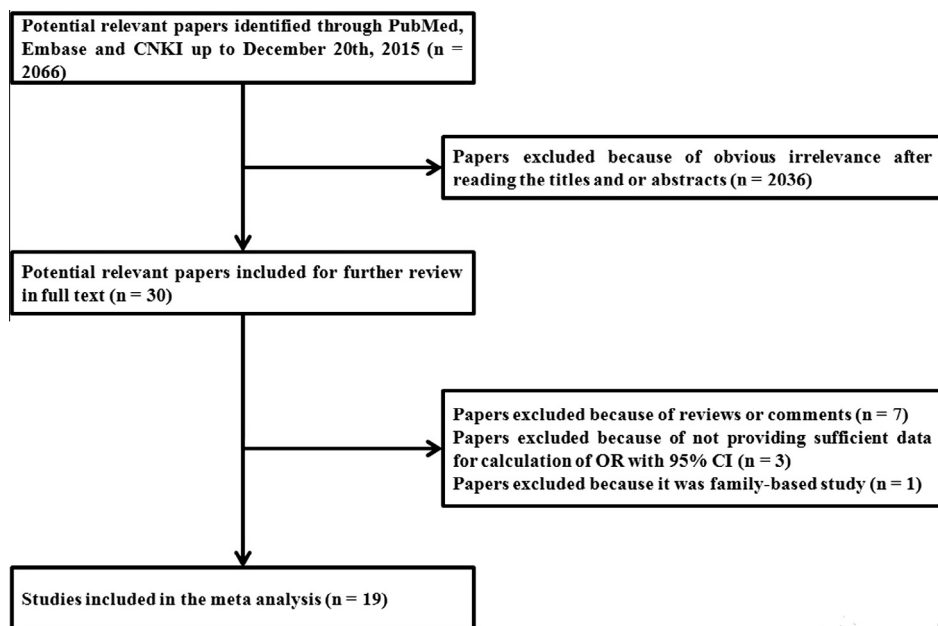 Potential relevant papers identified through PubMed,
Embase and CNKI up to December 20th, 2015 (n =
2066)
Papers excluded because of obvious irrelevance after
reading the titles and or abstracts (n = 2036)
Potential relevant papers included for further review
in full text (n = 30)
Papers excluded because of reviews or comments (n = 7)
Papers excluded because of not providing sufficient data
for calculation of OR with 95% CI (n = 3)
Papers excluded because it was family-based study (n = 1)
Studies included in the meta analysis (n = 19)